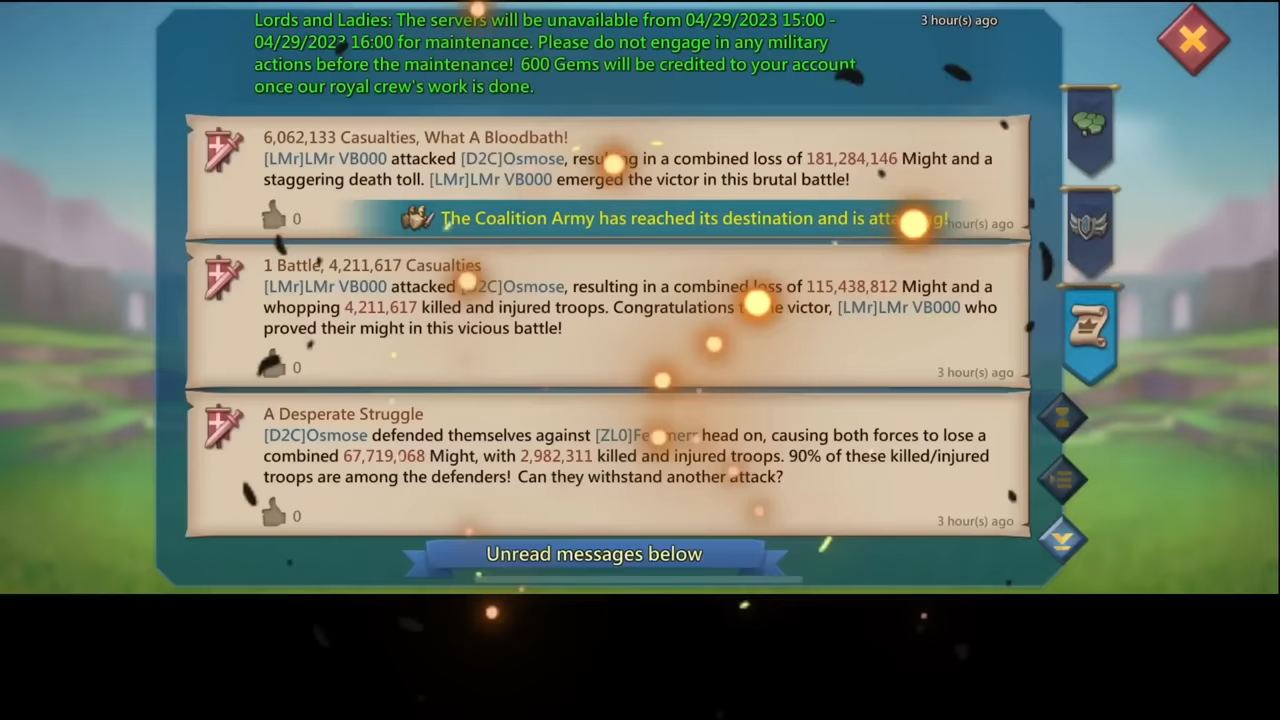 Lords and Ladies: The servers will be unavailable from 04/29/2023 15:00 -
3 hour(s) ago
04/29/2023 16:00 for maintenance. Please do not engage in any military
actions before the maintenance! 600 Gems will be credited to your account
once our royal crew's work is done.
6,062,133 Casualties, What A Bloodbath!
[LMr]LMr VB000 attacked [D2C]Osmose, resulting in a combined loss of 181,284,146 Might and a
staggering death toll. [LMr]LMr VB000 emerged the victor in this brutal battle!
0
The Coalition Army has reached its destination and is attacking!
hour(s) ago
1 Battle, 4,211,617 Casualties
[LMr]LMr VB000 attacked [D2C]Osmose, resulting in a combined loss of 115,438,812 Might and a
whopping 4,211,617 killed and injured troops. Congratulations to the victor, [LMr]LMr VB000 who
proved their might in this vicious battle!
0
3 hour(s) ago
A Desperate Struggle
[D2C]Osmose defended themselves against head on, causing both forces to lose a
combined 67,719,068 Might, with 2,982,311 killed and injured troops. 90% of these killed/injured
troops are among the defenders! Can they withstand another attack?
0
3 hour(s) ago
Unread messages below